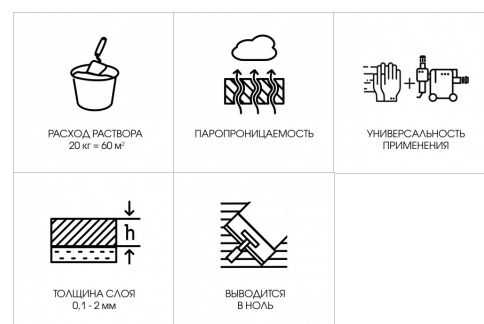 РАСХОД РАСТВОРА
20 кг = 60 м²
ПАРОПРОНИЦАЕМОСТЬ
УНИВЕРСАЛЬНОСТЬ
ПРИМЕНЕНИЯ
h
ТОЛЩИНА СЛОЯ
0,1 - 2 мм
ВЫВОДИТСЯ
В НОЛЬ